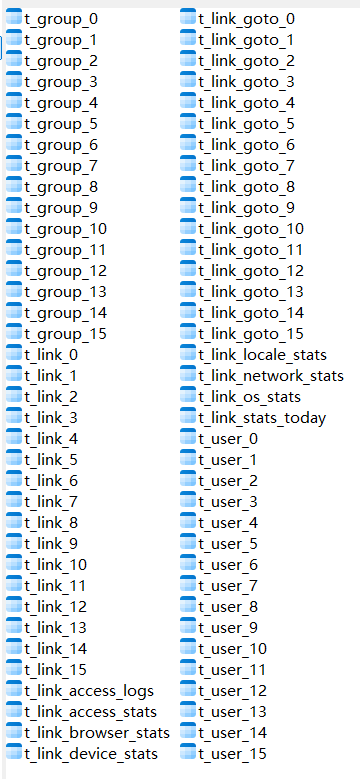 t_group_0
t_group_1
t_group_2
t_group_3
t_group_4
t_group_5
t_group_6
t_group_7
t_group_8
t_group_9
t_group_10
t_group_11
t_group_12
t_group_13
t_group_14
t_group_15
t_link_0
t_link_1
t_link_2
t_link_3
t_link_4
t_link_5
t_link_6
t_link_7
t_link_8
t_link_9
t_link_10
t_link_11
t_link_12
t_link_13
t_link_14
t_link_15
t_link_access_logs
t_link_access_stats
t_link_browser_stats
t_link_device_stats
t_link_goto_0
t_link_goto_1
t_link_goto_2
t_link_goto_3
t_link_goto_4
t_link_goto_5
t_link_goto_6
t_link_goto_7
t_link_goto_8
t_link_goto_9
t_link_goto_10
t_link_goto_11
t_link_goto_12
t_link_goto_13
t_link_goto_14
t_link_goto_15
t_link_locale_stats
t_link_network_stats
t_link_os_stats
t_link_stats_today
t_user_0
t_user_1
t_user_2
t_user_3
t_user_4
t_user_5
t_user_6
t_user_7
t_user_8
t_user_9
t_user_10
t_user_11
t_user_12
t_user_13
t_user_14
t_user_15